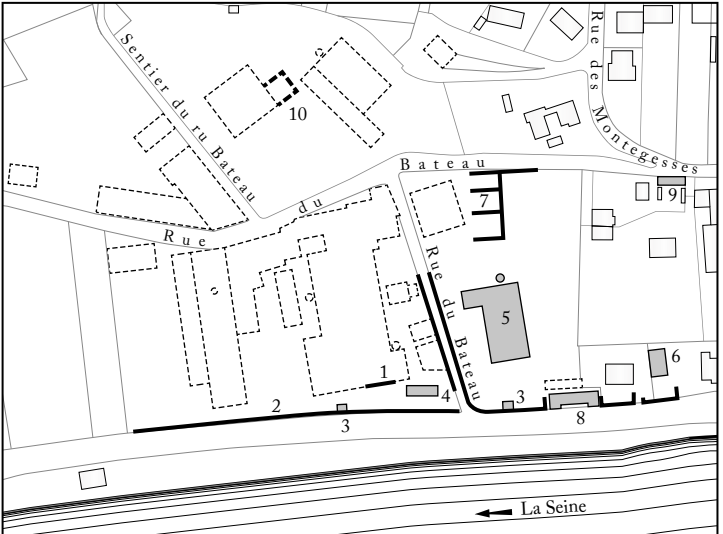 Sentier du ru Bateau
Rue des Montegesses
10
Bateau
du
Rue
7
9
Rue du Bateau
5
6
1
4
3
2
3
8
La Seine